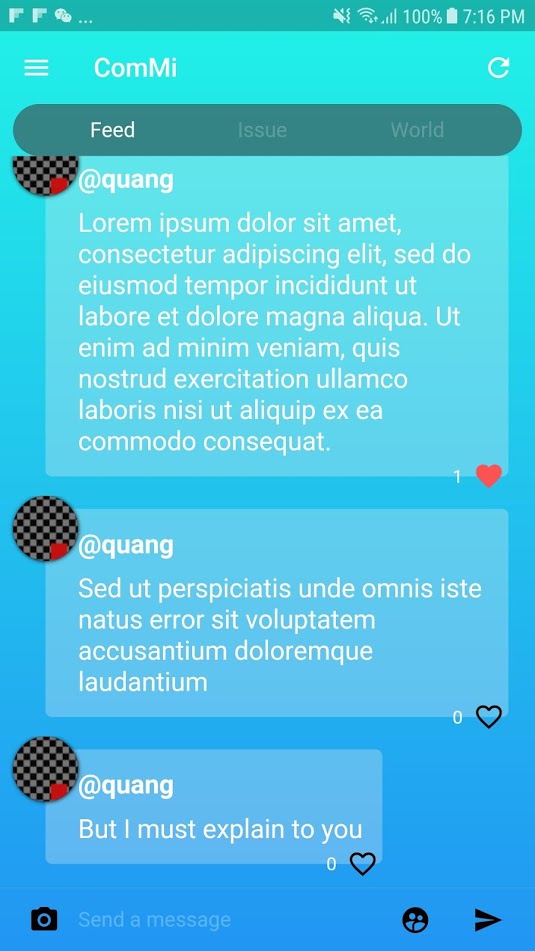 ... 100% 7:16 PM
ComMi
Feed Issue World
@quang
Lorem ipsum dolor sit amet,
consectetur adipiscing elit, sed do
eiusmod tempor incididunt ut
labore et dolore magna aliqua. Ut
enim ad minim veniam, quis
nostrud exercitation ullamco
laboris nisi ut aliquip ex ea
commodo consequat.
1
@quang
Sed ut perspiciatis unde omnis iste
natus error sit voluptatem
accusantium doloremque
laudantium
0
@quang
But I must explain to you
0
Send a message